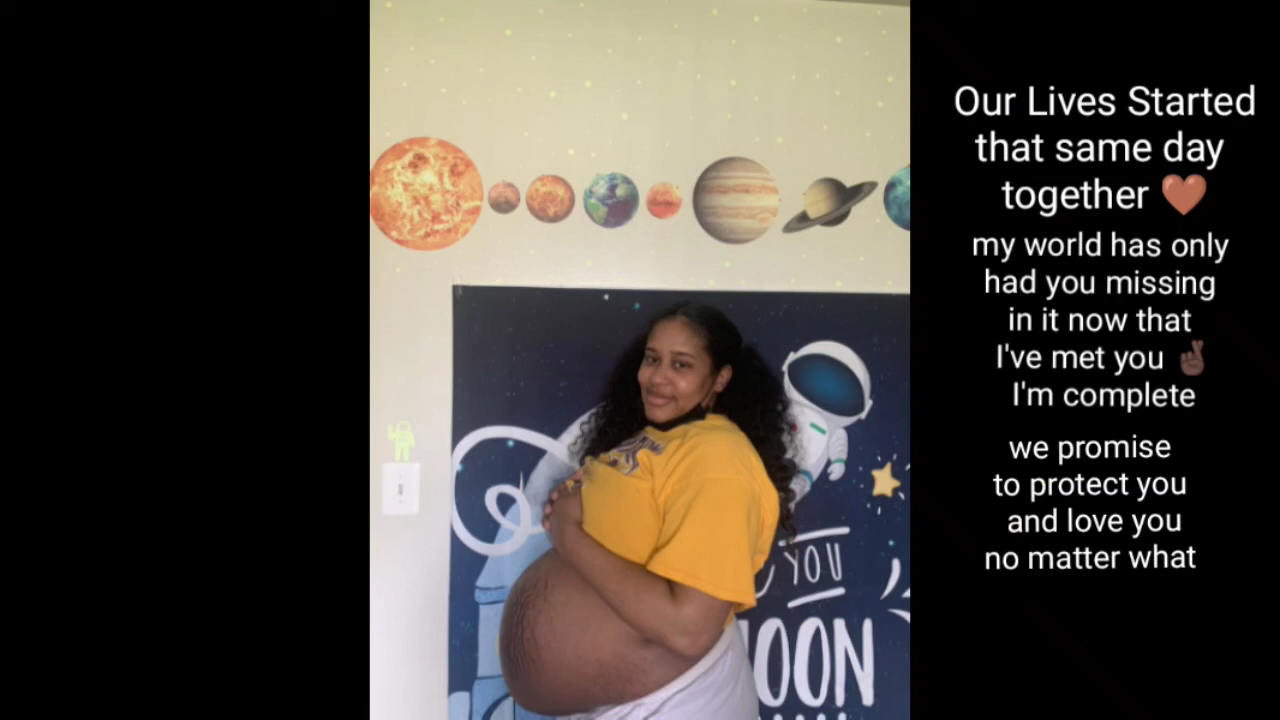 Our Lives Started
that same day
together 🤎
my world has only
had you missing
in it now that
I've met you 🤞🏾
I'm complete
we promise
to protect you
and love you
no matter what
YOU
MOON